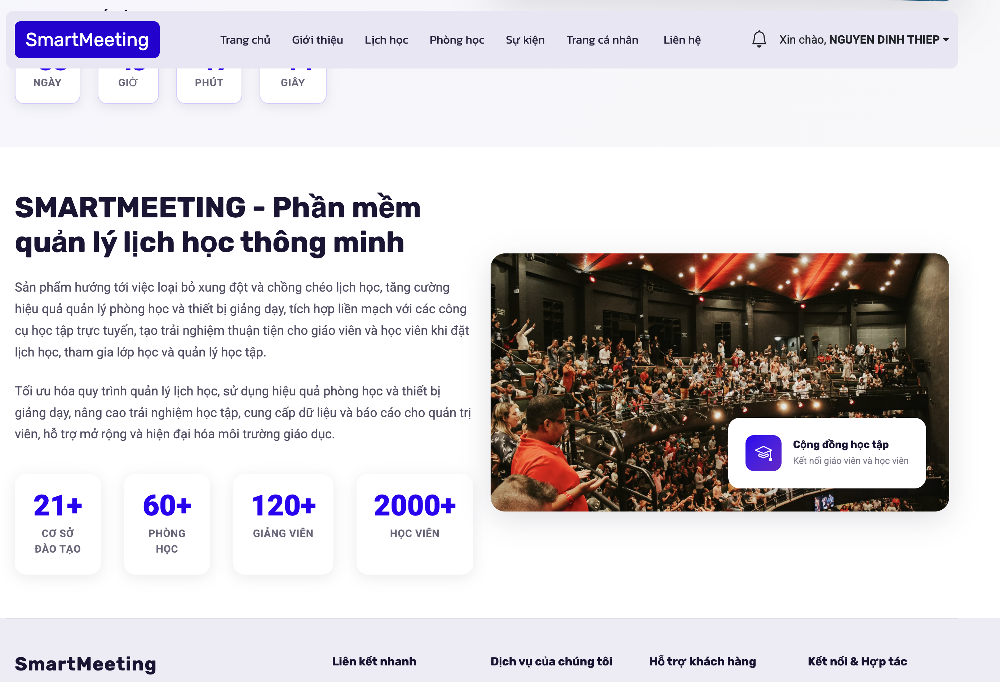 SmartMeeting
Trang chủ
Giới thiệu
Lịch học
Phòng học
Sự kiện
Trang cá nhân
Liên hệ
Xin chào, NGUYEN DINH THIEP
NGÀY
GIỜ
PHÚT
GIÂY
SMARTMEETING - Phần mềm
quản lý lịch học thông minh
Sản phẩm hướng tới việc loại bỏ xung đột và chồng chéo lịch học, tăng cường
hiệu quả quản lý phòng học và thiết bị giảng dạy, tích hợp liền mạch với các công
cụ học tập trực tuyến, tạo trải nghiệm thuận tiện cho giáo viên và học viên khi đặt
lịch học, tham gia lớp học và quản lý học tập.
Tối ưu hóa quy trình quản lý lịch học, sử dụng hiệu quả phòng học và thiết bị
giảng dạy, nâng cao trải nghiệm học tập, cung cấp dữ liệu và báo cáo cho quản trị
viên, hỗ trợ mở rộng và hiện đại hóa môi trường giáo dục.
21+
CƠ SỞ
ĐÀO TẠO
60+
PHÒNG
HỌC
120+
GIẢNG VIÊN
2000+
HỌC VIÊN
Cộng đồng học tập
Kết nối giáo viên và học viên
SmartMeeting
Liên kết nhanh
Dịch vụ của chúng tôi
Hỗ trợ khách hàng
Kết nối & Hợp tác